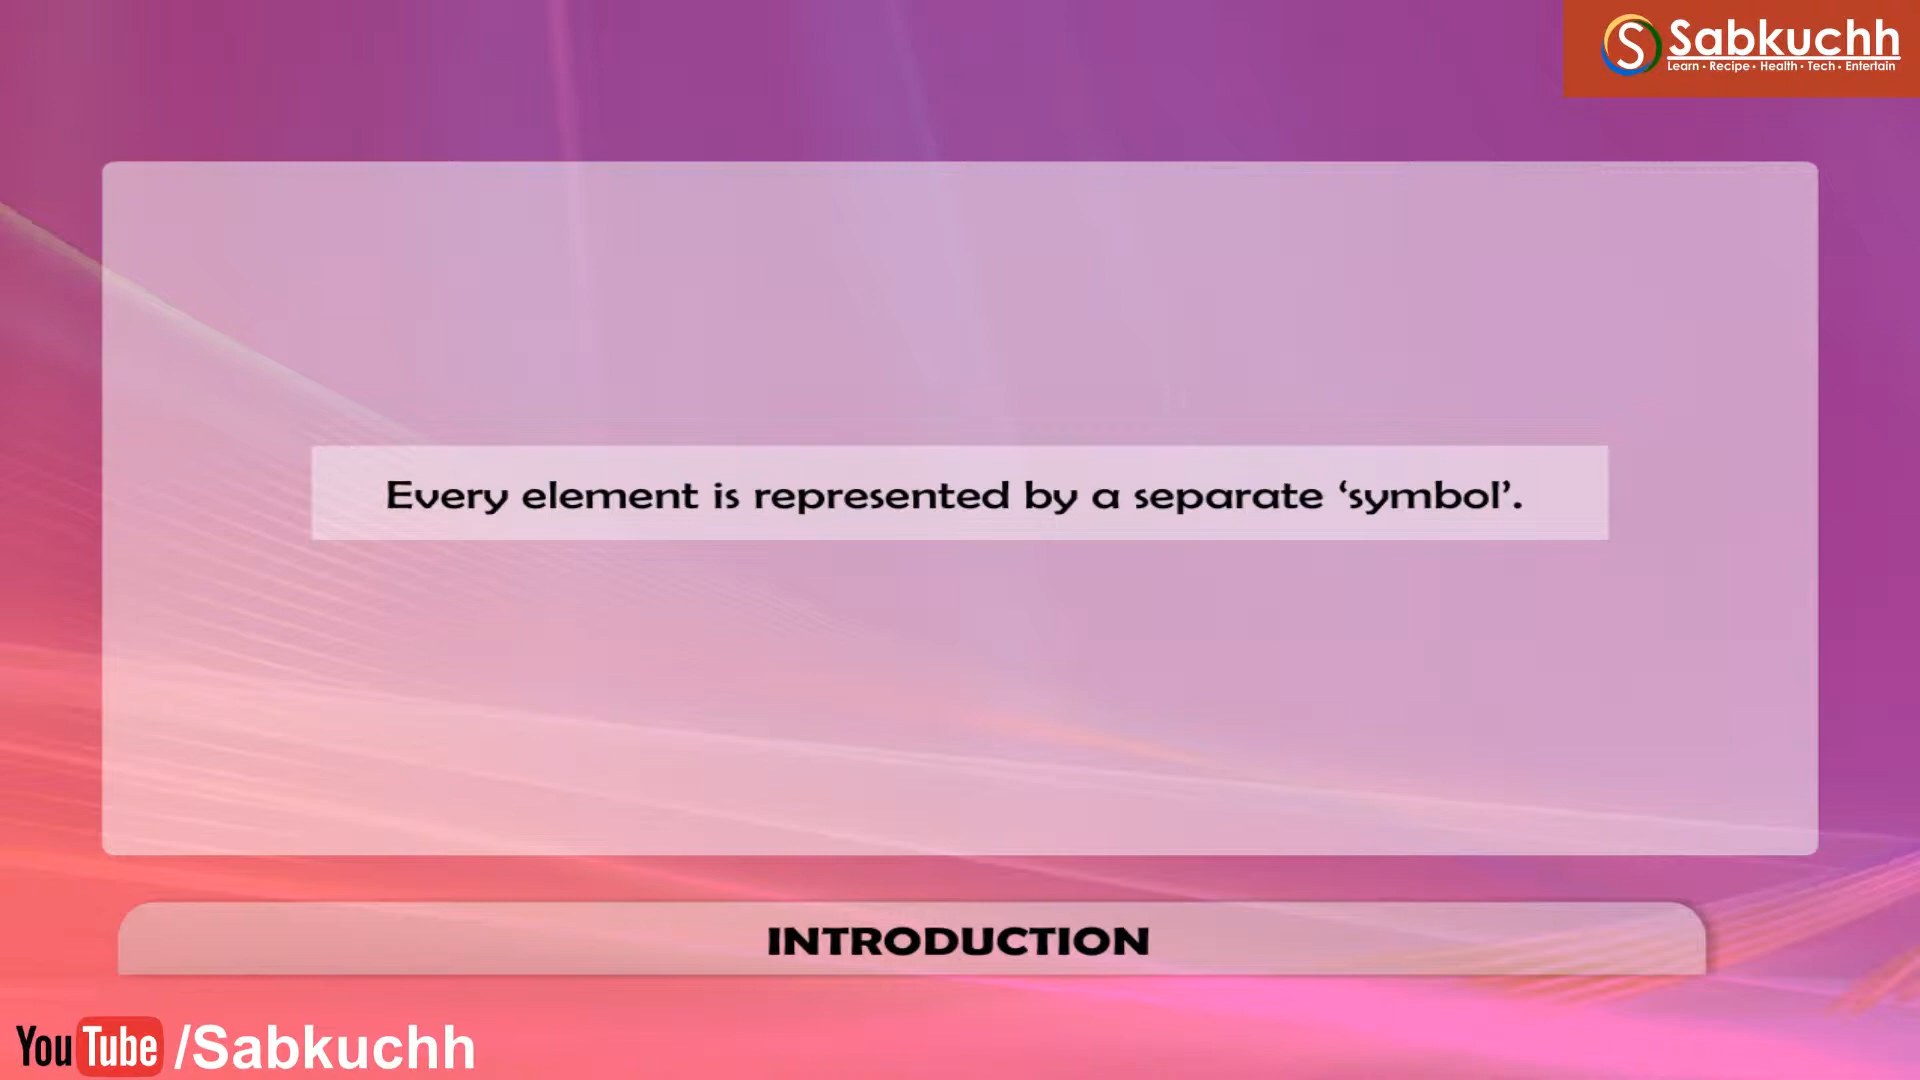 Sabkuchh
Learn • Recipe • Health • Tech • Entertain
Every element is represented by a separate ‘symbol’.
INTRODUCTION
YouTube /Sabkuchh